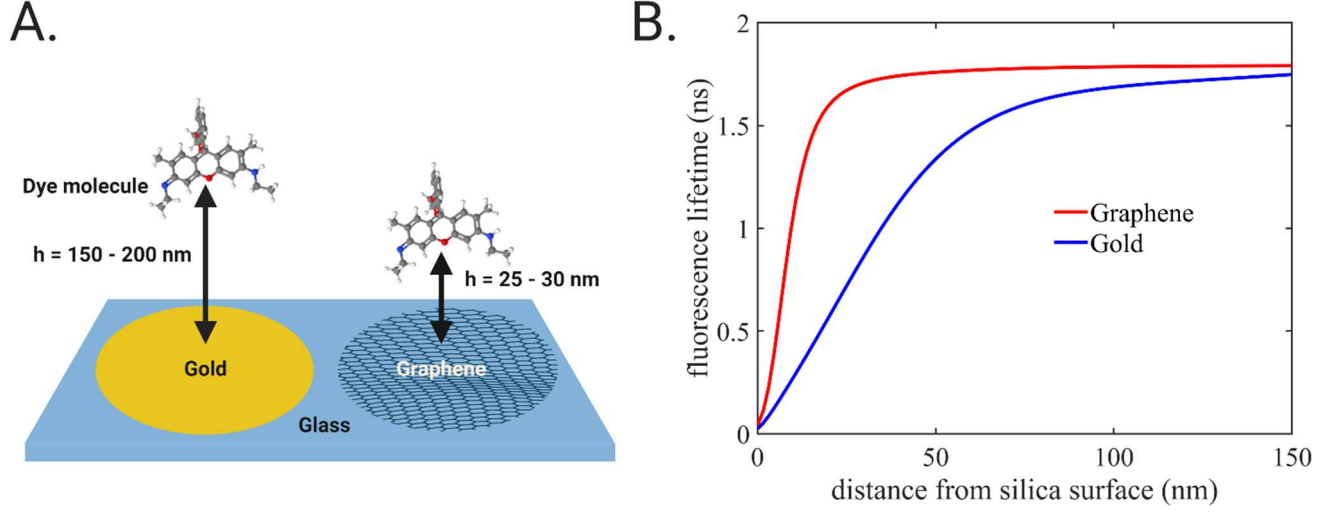 A.
Dye molecule
h = 150 - 200 nm
h = 25 - 30 nm
Gold
Graphene
Glass
B.
fluorescence lifetime (ns)
2
1.5
1
0.5
0
Graphene
Gold
0
50
100
150
distance from silica surface (nm)